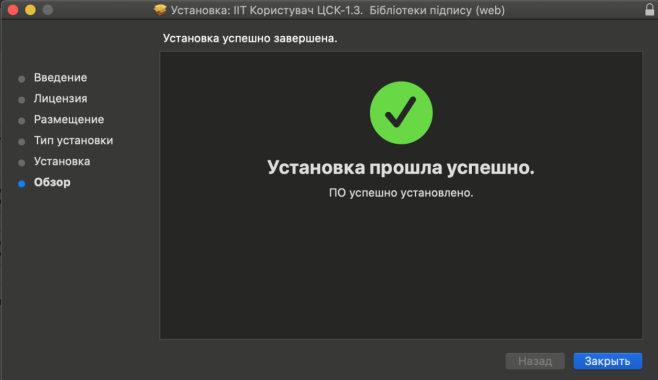 Установка: IIT Користувач ЦСК-1.3.  Бібліотеки підпису (web)
Установка успешно завершена.
Введение
Лицензия
Размещение
Тип установки
Установка
Обзор
Установка прошла успешно.
ПО успешно установлено.
Назад
Закрыть